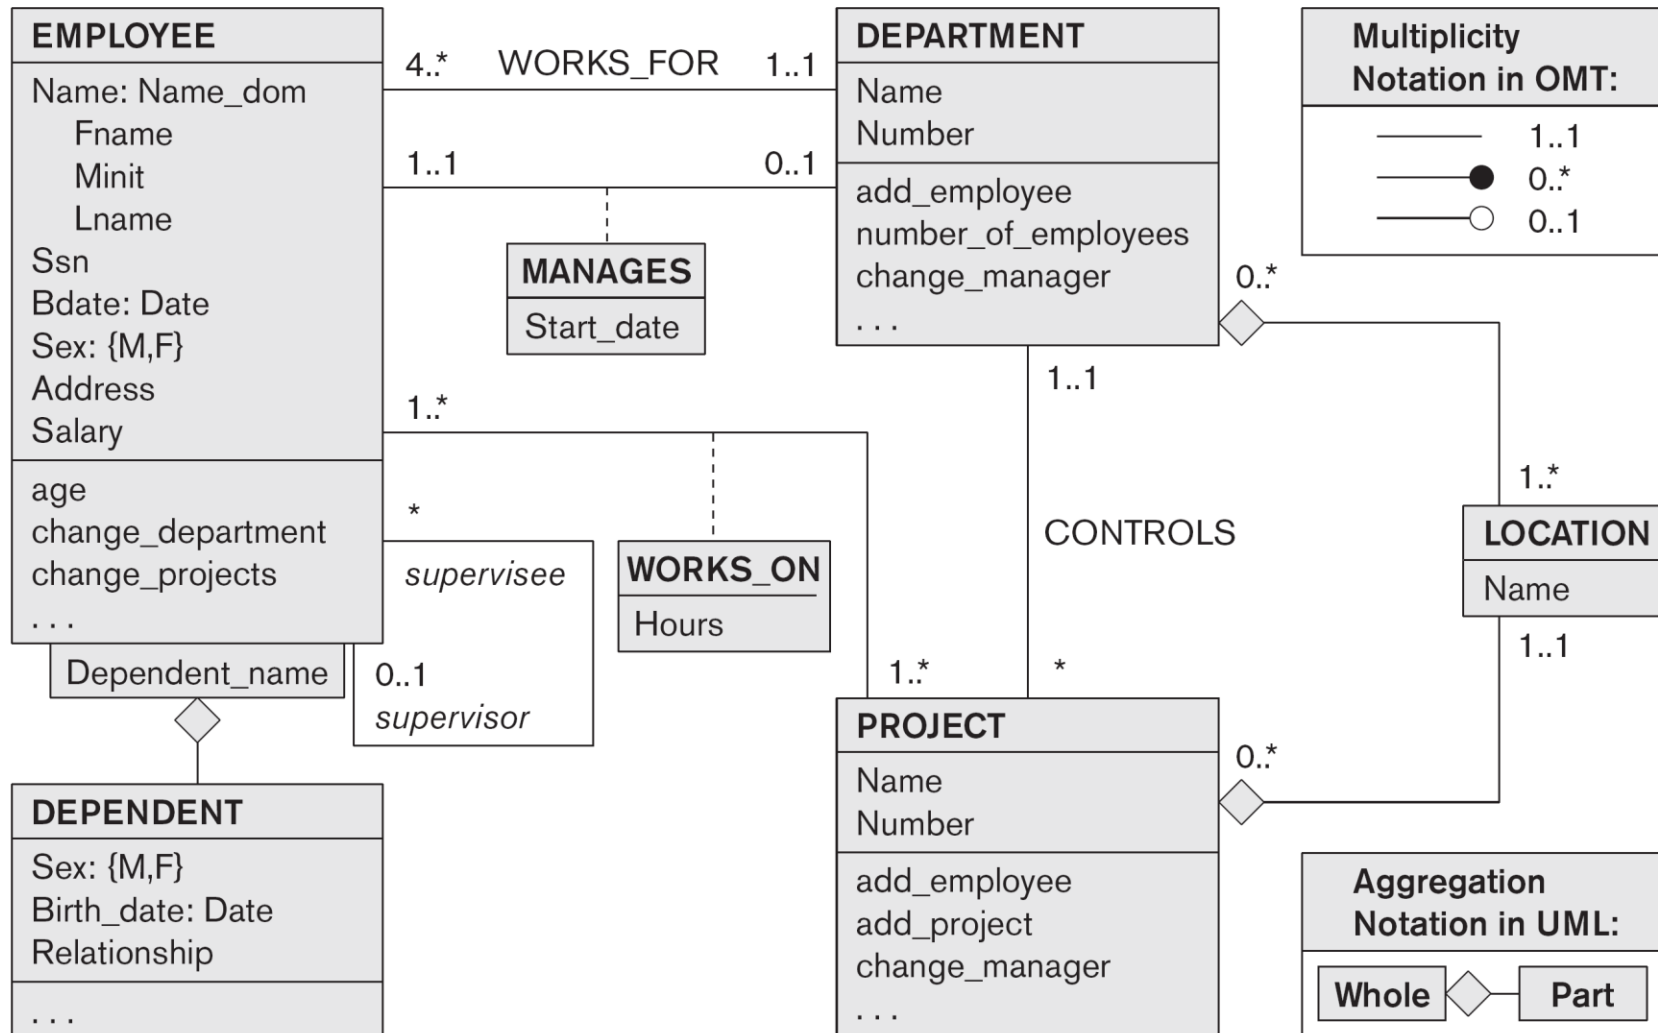 EMPLOYEE
Name: Name_dom
Fname
Minit
Lname
Ssn
Bdate: Date
Sex: {M,F}
Address
Salary
age
change_department
change_projects
. . .
Dependent_name
DEPENDENT
Sex: {M,F}
Birth_date: Date
Relationship
. . .
4..* WORKS_FOR 1..1
1..1 0..1
MANAGES
Start_date
1..*
*
supervisee
0..1
supervisor
WORKS_ON
Hours
1..*
DEPARTMENT
Name
Number
add_employee
number_of_employees
change_manager
. . .
1..1
CONTROLS
*
PROJECT
Name
Number
add_employee
add_project
change_manager
. . .
Multiplicity
Notation in OMT:
1..1
0..*
0..1
0..*
1..*
LOCATION
Name
1..1
0..*
Aggregation
Notation in UML:
Whole Part